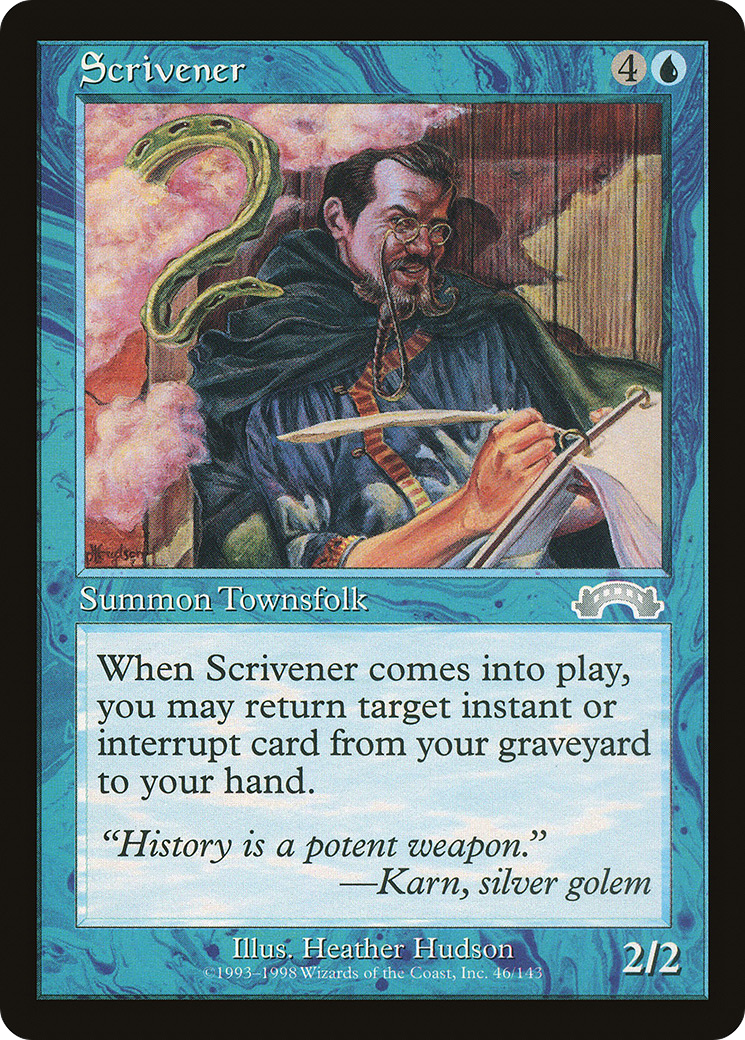 Scrivener 4
HHudson
Summon Townsfolk
When Scrivener comes into play,
you may return target instant or
interrupt card from your graveyard
to your hand.
“History is a potent weapon.”
—Karn, silver golem
Illus. Heather Hudson
©1993–1998 Wizards of the Coast, Inc. 46/143
2/2